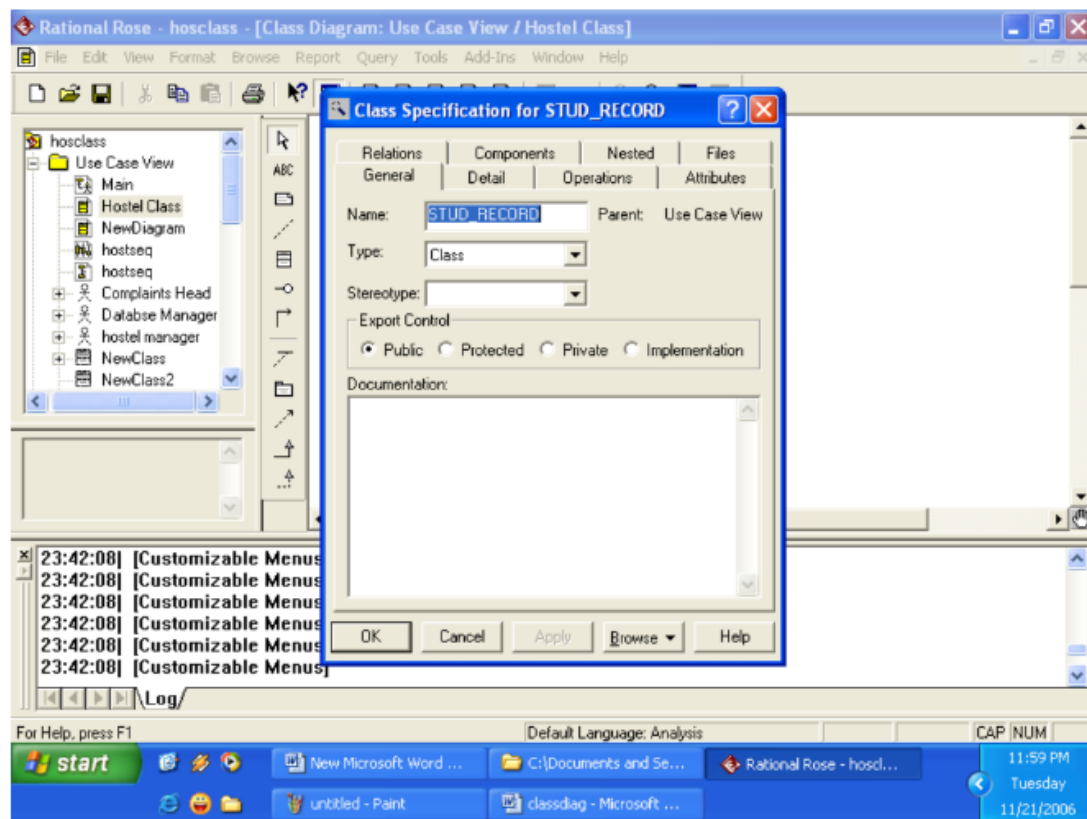 Rational Rose - hosclass - [Class Diagram: Use Case View / Hostel Class]
File Edit View Format Browse Report Query Tools Add-Ins Window Help
Class Specification for STUD_RECORD
Relations Components Nested Files
General Detail Operations Attributes
Name: STUD_RECORD Parent: Use Case View
Type: Class
Stereotype:
Export Control
Public Protected Private Implementation
Documentation:
OK Cancel Apply Browse Help
hosclass
Use Case View
Main
Hostel Class
NewDiagram
hostseq
hostseq
Complaints Head
Databse Manager
hostel manager
NewClass
NewClass2
ABC
23:42:08| [Customizable Menus
23:42:08| [Customizable Menus
23:42:08| [Customizable Menus
23:42:08| [Customizable Menus
23:42:08| [Customizable Menus
23:42:08| [Customizable Menus]
Log
For Help, press F1 Default Language: Analysis CAP NUM
start New Microsoft Word ... C:\Documents and Se... Rational Rose - hoscl... 11:59 PM
Tuesday
untitled - Paint classdiag - Microsoft ... 11/21/2006